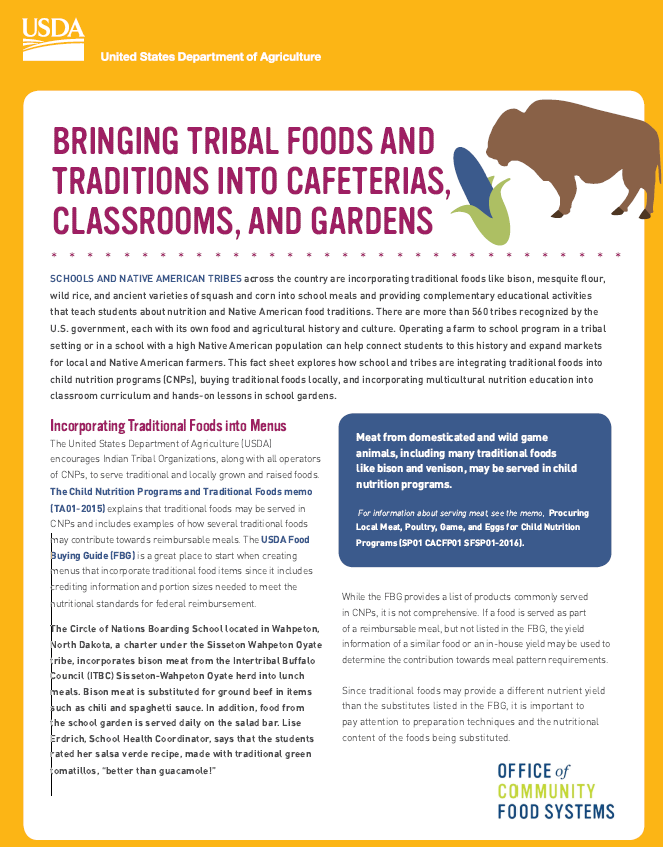 USDA
United States Department of Agriculture
BRINGING TRIBAL FOODS AND
TRADITIONS INTO CAFETERIAS,
CLASSROOMS, AND GARDENS
* * * * * * * * * * * * * * * * * * * * * * * * * * * * * * * *
SCHOOLS AND NATIVE AMERICAN TRIBES across the country are incorporating traditional foods like bison, mesquite flour,
wild rice, and ancient varieties of squash and corn into school meals and providing complementary educational activities
that teach students about nutrition and Native American food traditions. There are more than 560 tribes recognized by the
U.S. government, each with its own food and agricultural history and culture. Operating a farm to school program in a tribal
setting or in a school with a high Native American population can help connect students to this history and expand markets
for local and Native American farmers. This fact sheet explores how school and tribes are integrating traditional foods into
child nutrition programs (CNPs), buying traditional foods locally, and incorporating multicultural nutrition education into
classroom curriculum and hands-on lessons in school gardens.
Incorporating Traditional Foods into Menus
The United States Department of Agriculture (USDA)
encourages Indian Tribal Organizations, along with all operators
of CNPs, to serve traditional and locally grown and raised foods.
The Child Nutrition Programs and Traditional Foods memo
(TA01-2015) explains that traditional foods may be served in
CNPs and includes examples of how several traditional foods
may contribute towards reimbursable meals. The USDA Food
Buying Guide (FBG) is a great place to start when creating
menus that incorporate traditional food items since it includes
crediting information and portion sizes needed to meet the
nutritional standards for federal reimbursement.
The Circle of Nations Boarding School located in Wahpeton,
North Dakota, a charter under the Sisseton Wahpeton Oyate
tribe, incorporates bison meat from the Intertribal Buffalo
Council (ITBC) Sisseton-Wahpeton Oyate herd into lunch
meals. Bison meat is substituted for ground beef in items
such as chili and spaghetti sauce. In addition, food from
the school garden is served daily on the salad bar. Lise
Erdrich, School Health Coordinator, says that the students
rated her salsa verde recipe, made with traditional green
tomatillos, “better than guacamole!”
Meat from domesticated and wild game
animals, including many traditional foods
like bison and venison, may be served in child
nutrition programs.
For information about serving meat, see the memo, Procuring
Local Meat, Poultry, Game, and Eggs for Child Nutrition
Programs (SP01 CACFP01 SFSP01-2016).
While the FBG provides a list of products commonly served
in CNPs, it is not comprehensive. If a food is served as part
of a reimbursable meal, but not listed in the FBG, the yield
information of a similar food or an in-house yield may be used to
determine the contribution towards meal pattern requirements.
Since traditional foods may provide a different nutrient yield
than the substitutes listed in the FBG, it is important to
pay attention to preparation techniques and the nutritional
content of the foods being substituted.
OFFICE of
COMMUNITY
FOOD SYSTEMS